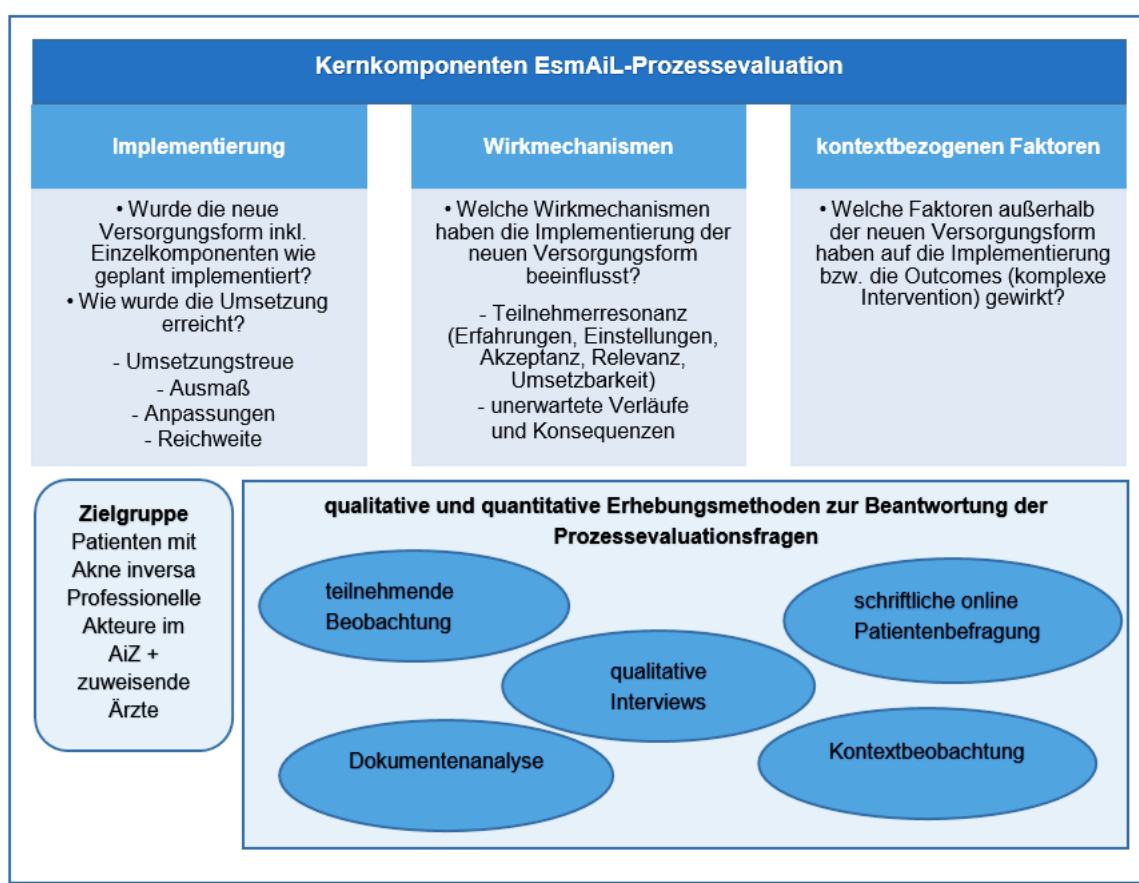 Kernkomponenten EsmAiL-Prozessevaluation
Implementierung
• Wurde die neue
Versorgungsform inkl.
Einzelkomponenten wie
geplant implementiert?
• Wie wurde die Umsetzung
erreicht?
- Umsetzungstreue
- Ausmaß
- Anpassungen
- Reichweite
Wirkmechanismen
• Welche Wirkmechanismen
haben die Implementierung der
neuen Versorgungsform
beeinflusst?
- Teilnehmerresonanz
(Erfahrungen, Einstellungen,
Akzeptanz, Relevanz,
Umsetzbarkeit)
- unerwartete Verläufe
und Konsequenzen
kontextbezogenen Faktoren
• Welche Faktoren außerhalb
der neuen Versorgungsform
haben auf die Implementierung
bzw. die Outcomes (komplexe
Intervention) gewirkt?
Zielgruppe
Patienten mit
Akne inversa
Professionelle
Akteure im
AiZ +
zuweisende
Ärzte
qualitative und quantitative Erhebungsmethoden zur Beantwortung der
Prozessevaluationsfragen
teilnehmende
Beobachtung
schriftliche online
Patientenbefragung
qualitative
Interviews
Dokumentenanalyse
Kontextbeobachtung